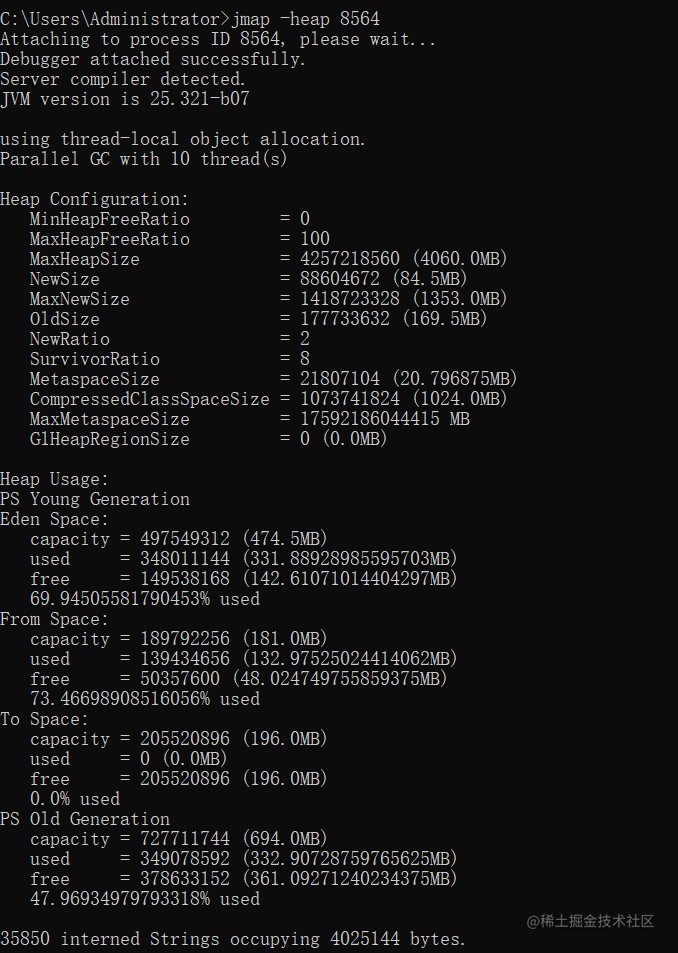 C:\Users\Administrator>jmap -heap 8564
Attaching to process ID 8564, please wait...
Debugger attached successfully.
Server compiler detected.
JVM version is 25.321-b07

using thread-local object allocation.
Parallel GC with 10 thread(s)

Heap Configuration:
   MinHeapFreeRatio         = 0
   MaxHeapFreeRatio         = 100
   MaxHeapSize              = 4257218560 (4060.0MB)
   NewSize                  = 88604672 (84.5MB)
   MaxNewSize               = 1418723328 (1353.0MB)
   OldSize                  = 177733632 (169.5MB)
   NewRatio                 = 2
   SurvivorRatio            = 8
   MetaspaceSize            = 21807104 (20.796875MB)
   CompressedClassSpaceSize = 1073741824 (1024.0MB)
   MaxMetaspaceSize         = 17592186044415 MB
   G1HeapRegionSize         = 0 (0.0MB)

Heap Usage:
PS Young Generation
Eden Space:
   capacity = 497549312 (474.5MB)
   used     = 348011144 (331.88928985595703MB)
   free     = 149538168 (142.61071014404297MB)
   69.94505581790453% used
From Space:
   capacity = 189792256 (181.0MB)
   used     = 139434656 (132.97525024414062MB)
   free     = 50357600 (48.024749755859375MB)
   73.46698908516056% used
To Space:
   capacity = 205520896 (196.0MB)
   used     = 0 (0.0MB)
   free     = 205520896 (196.0MB)
   0.0% used
PS Old Generation
   capacity = 727711744 (694.0MB)
   used     = 349078592 (332.90728759765625MB)
   free     = 378633152 (361.09271240234375MB)
   47.96934979793318% used

@稀土掘金技术社区
35850 interned Strings occupying 4025144 bytes.